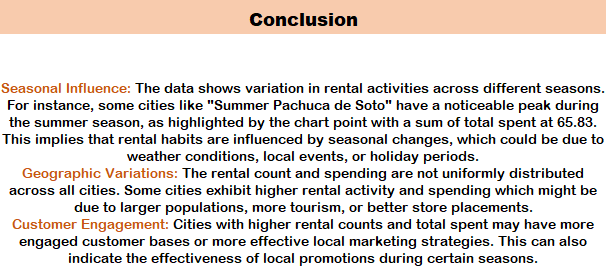 Conclusion
Seasonal Influence: The data shows variation in rental activities across different seasons.
For instance, some cities like "Summer Pachuca de Soto" have a noticeable peak during
the summer season, as highlighted by the chart point with a sum of total spent at 65.83.
This implies that rental habits are influenced by seasonal changes, which could be due to
weather conditions, local events, or holiday periods.
Geographic Variations: The rental count and spending are not uniformly distributed
across all cities. Some cities exhibit higher rental activity and spending which might be
due to larger populations, more tourism, or better store placements.
Customer Engagement: Cities with higher rental counts and total spent may have more
engaged customer bases or more effective local marketing strategies. This can also
indicate the effectiveness of local promotions during certain seasons.